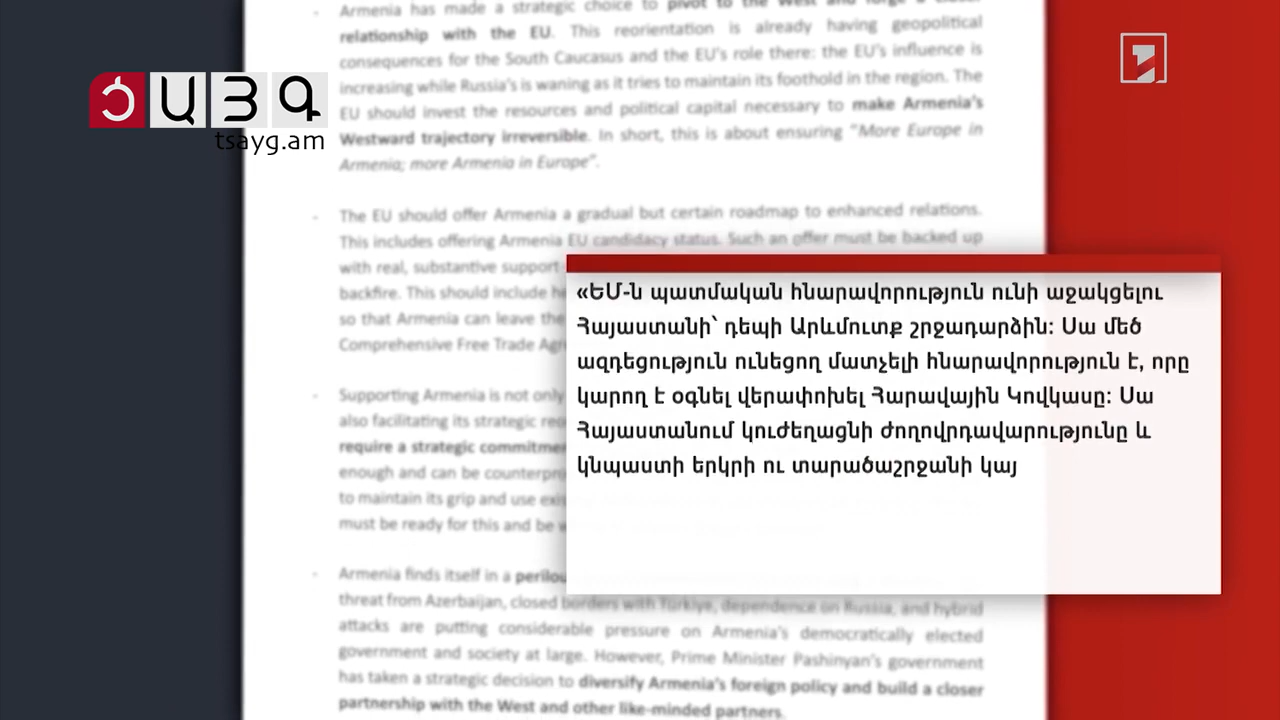 Armenia has made a strategic choice to pivot to the West and forge a closer
relationship with the EU. This reorientation is already having geopolitical
consequences for the South Caucasus and the EU's role there: the EU's influence is
increasing while Russia's is waning as it tries to maintain its foothold in the region. The
EU should invest the resources and political capital necessary to make Armenia's
Westward trajectory irreversible. In short, this is about ensuring "More Europe in
Armenia; more Armenia in Europe".
ՑԱՅԳ
tsayg.am
- The EU should offer Armenia a gradual but certain roadmap to enhanced relations.
This includes offering Armenia EU candidacy status. Such an offer must be backed up
with real, substantive support
backfire. This should include
so that Armenia can leave the
Comprehensive Free Trade
«ԵՄ-ն պատմական հնարավորություն ունի աջակցելու
Հայաստանի՝ դեպի Արևմուտք շրջադարձին: Սա մեծ
ազդեցություն ունեցող մատչելի հնարավորություն է, որը
կարող է օգնել վերափոխել Հարավային Կովկասը: Սա
Հայաստանում կուժեղացնի ժողովրդավարությունը և
կնպաստի երկրի ու տարածաշրջանի կայ
- Supporting Armenia is not only
also facilitating its strategic
require a strategic
enough and can be
to maintain its grip and use
must be ready for this and be
- Armenia finds itself in a
threat from Azerbaijan, closed borders with Türkiye, dependence on Russia, and hybrid
attacks are putting considerable pressure on Armenia's democratically elected
government and society at large. However, Prime Minister Pashinyan's government
has taken a strategic decision to diversify Armenia's foreign policy and build a closer
partnership with the West and other like-minded partners.